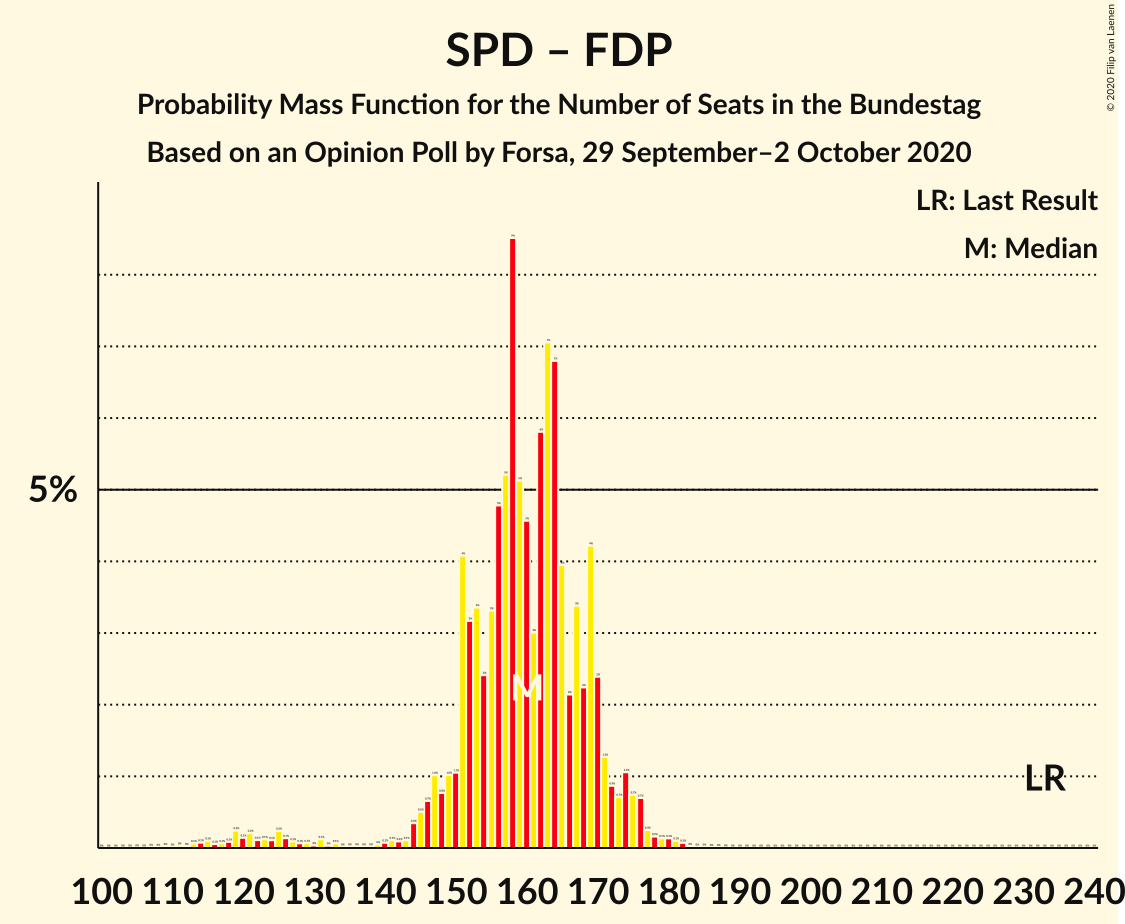 SPD – FDP
Probability Mass Function for the Number of Seats in the Bundestag
Based on an Opinion Poll by Forsa, 29 September–2 October 2020
© 2020 Filip van Laenen
LR: Last Result
M: Median
5%
M
LR
100 110 120 130 140 150 160 170 180 190 200 210 220 230 240